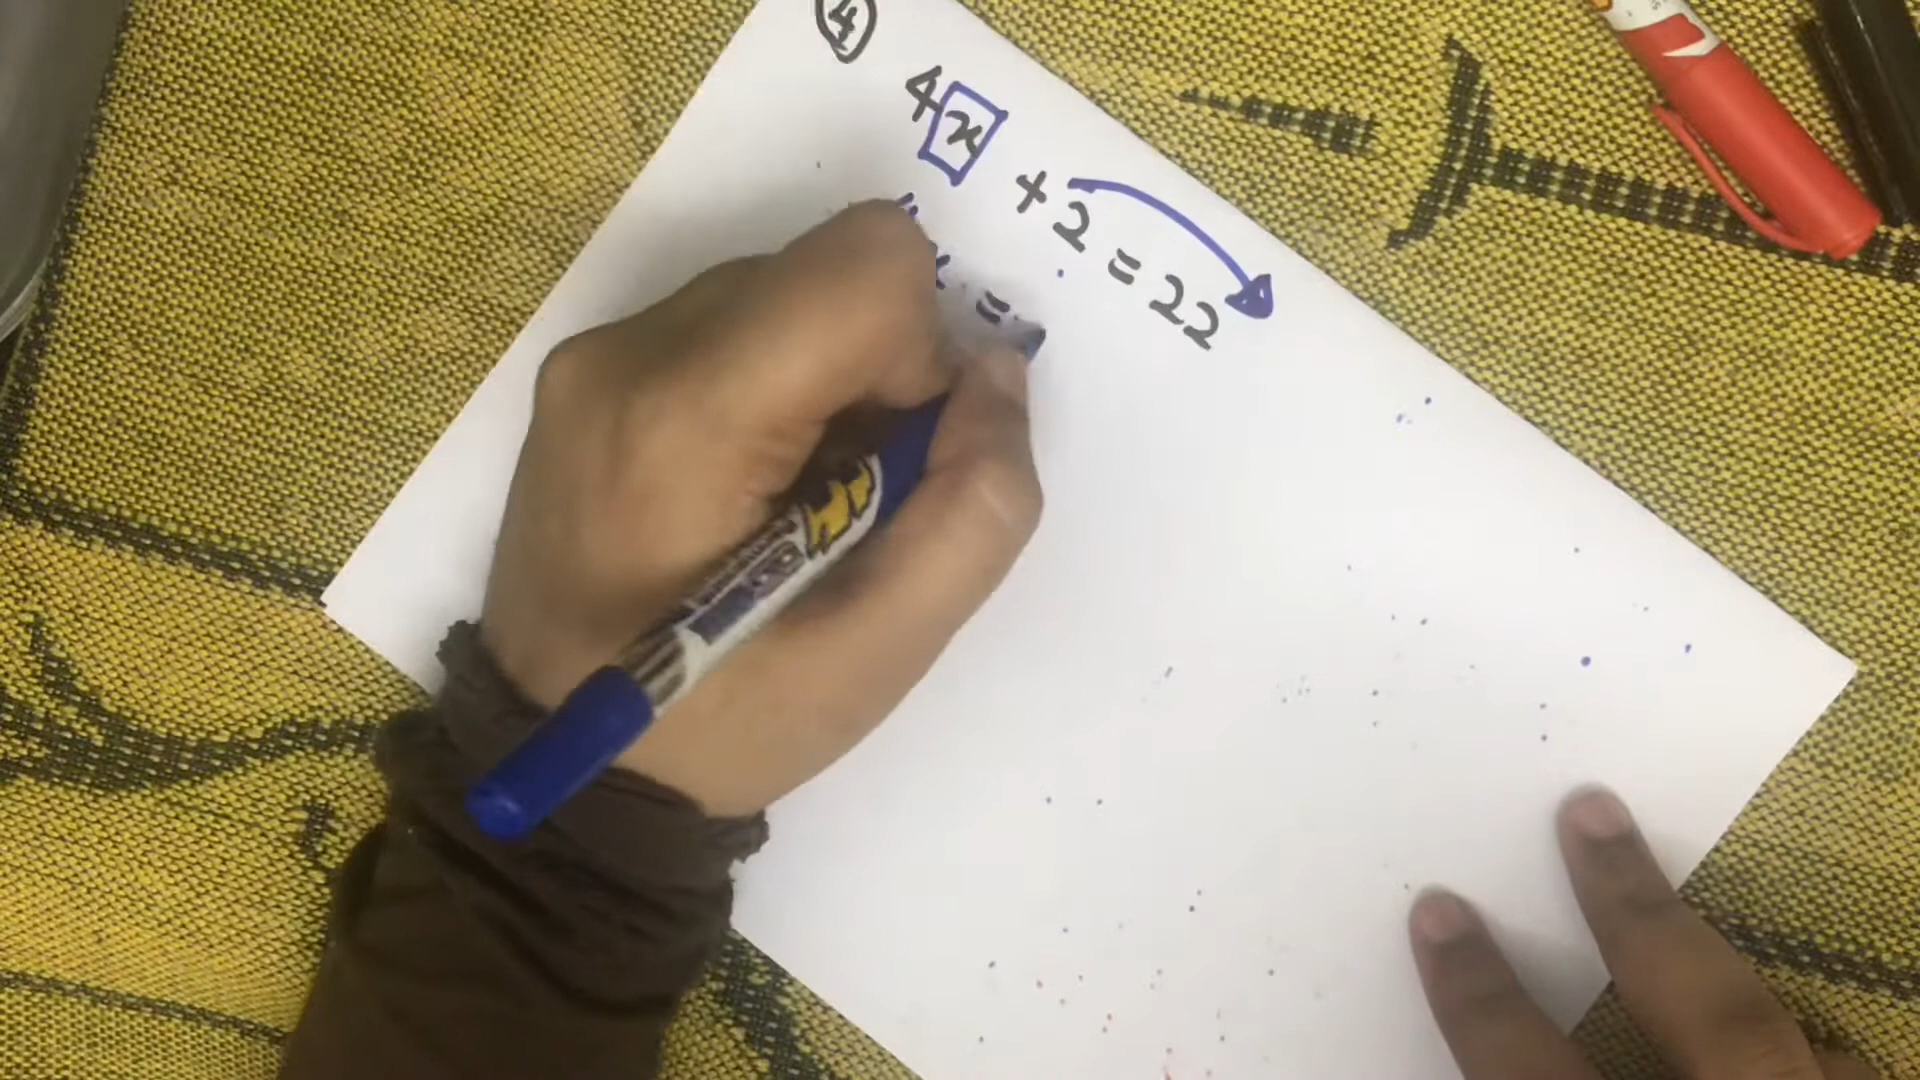 ④
4x + 2 = 22
x =